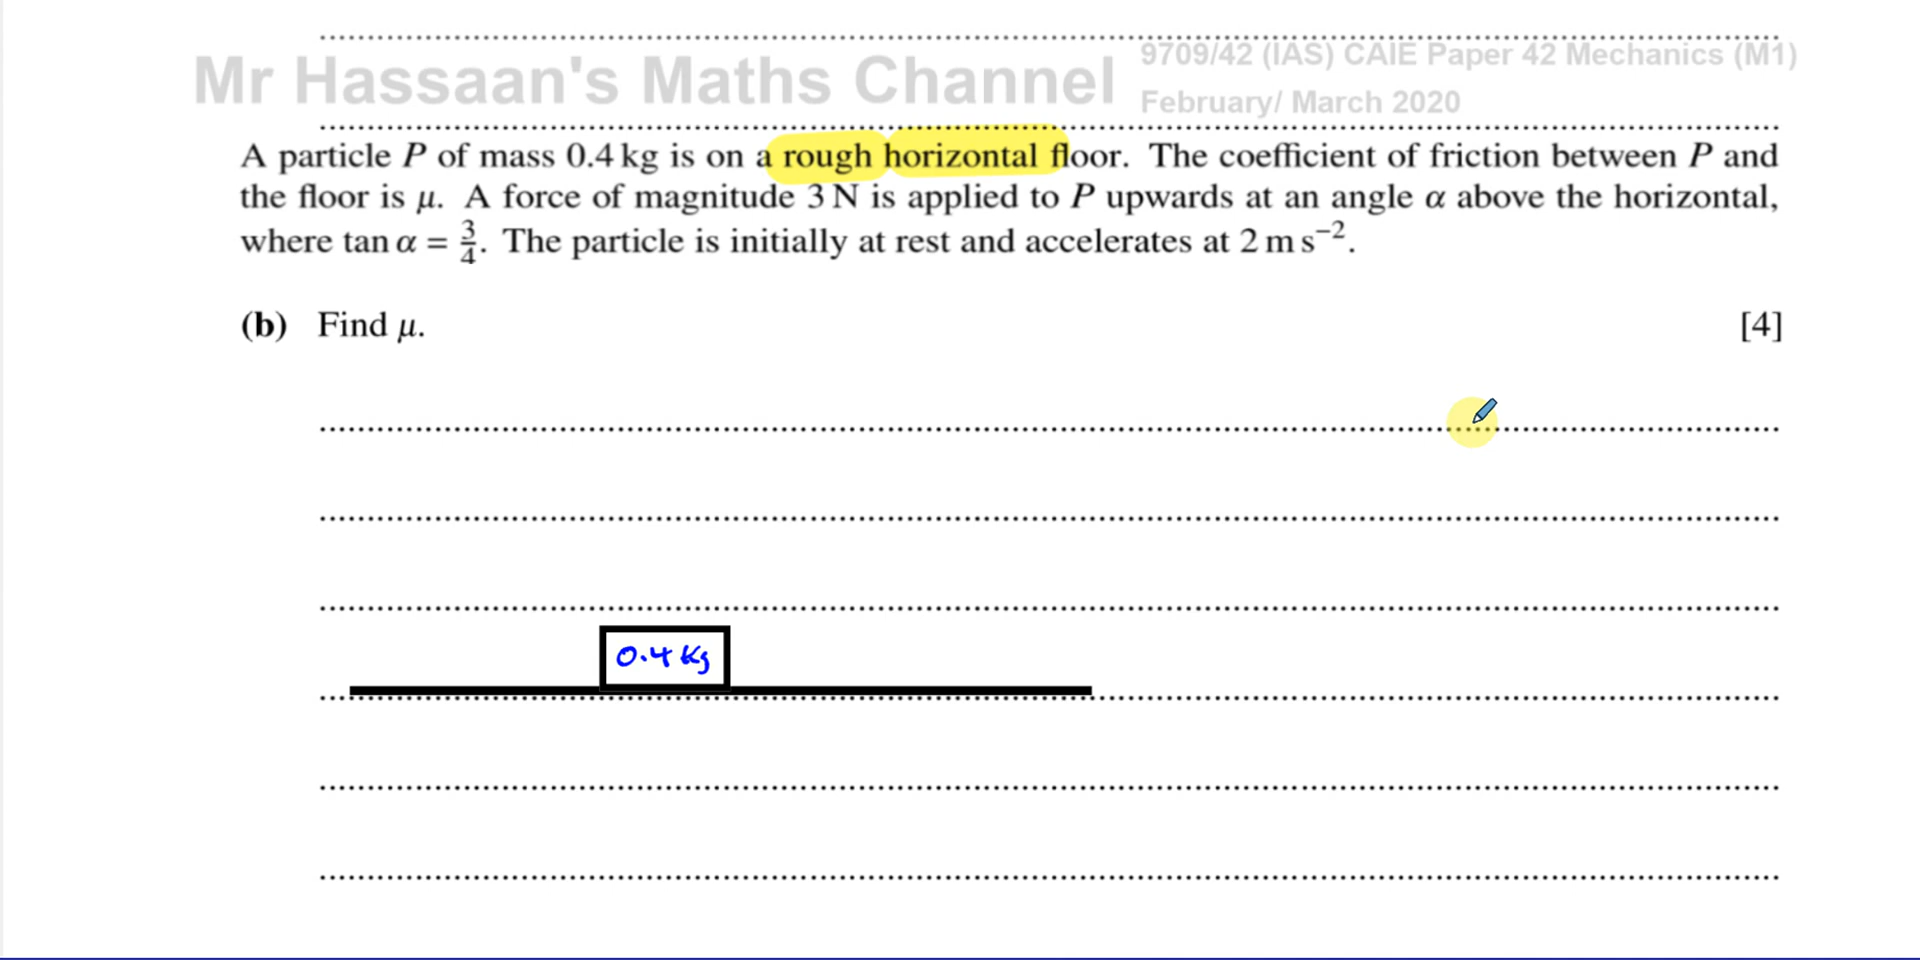 Mr Hassaan's Maths Channel
9709/42 (IAS) CAIE Paper 42 Mechanics (M1)
February/ March 2020
A particle P of mass 0.4 kg is on a rough horizontal floor. The coefficient of friction between P and
the floor is μ. A force of magnitude 3 N is applied to P upwards at an angle α above the horizontal,
where tan α = 3/4. The particle is initially at rest and accelerates at 2 m s⁻².
(b) Find μ. [4]
0.4 kg